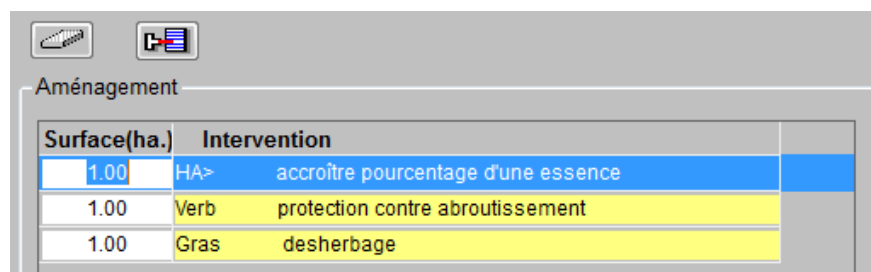 Aménagement
Surface(ha.) Intervention
1.00 HA> accroître pourcentage d'une essence
1.00 Verb protection contre abroutissement
1.00 Gras desherbage